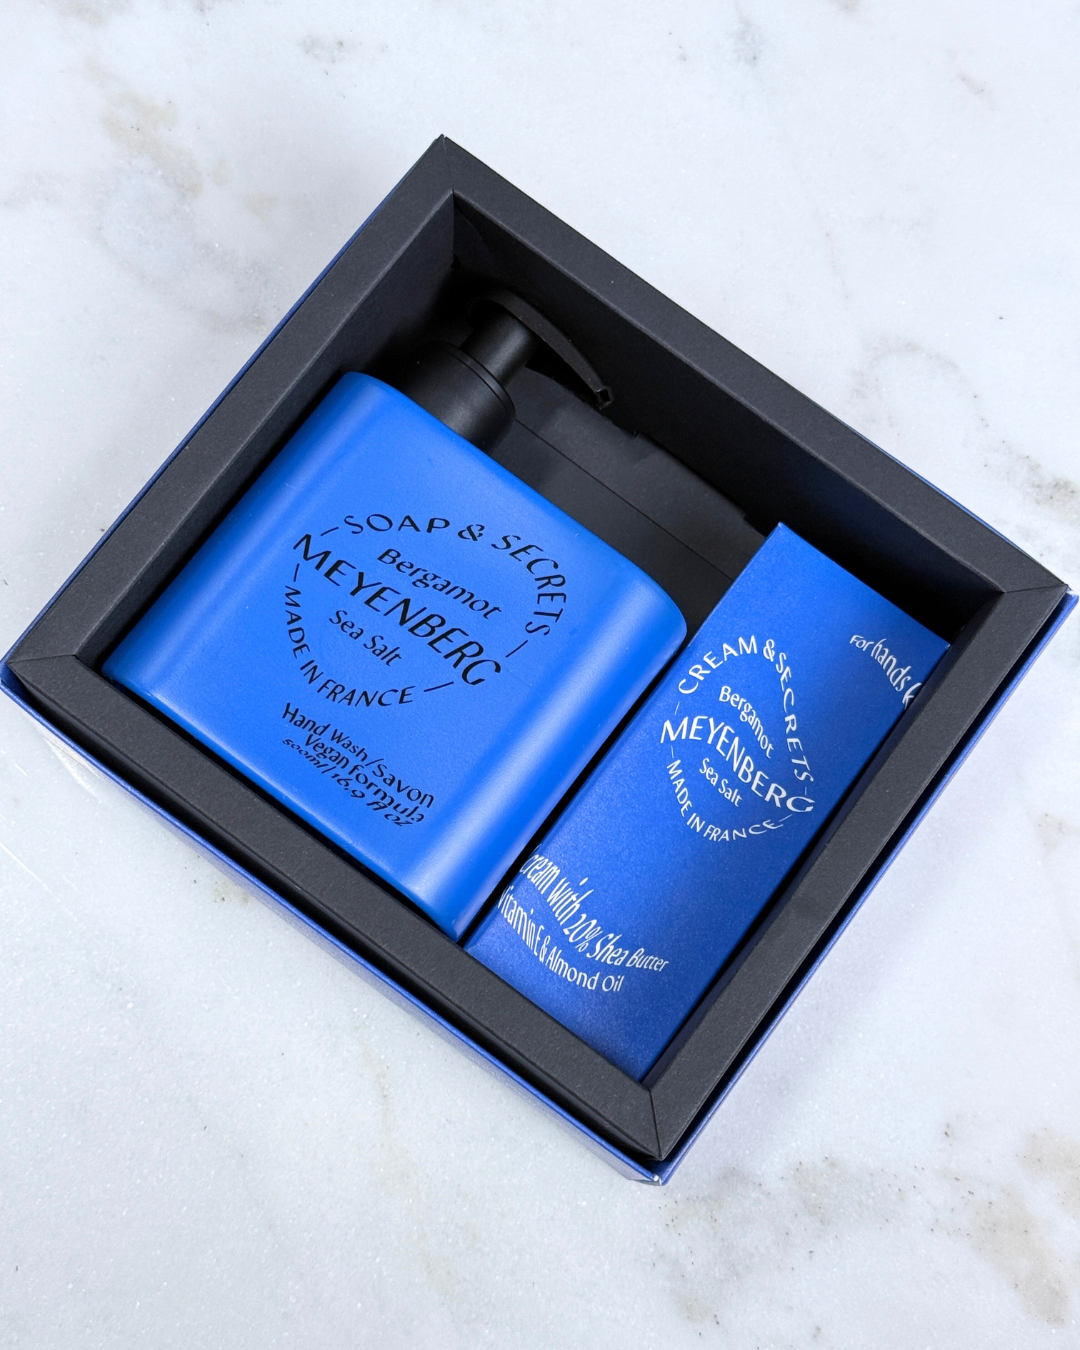 SOAP & SECRETS
Bergamot
MEYENBERG
Sea Salt
MADE IN FRANCE
Hand Wash/Savon
Vegan formula
500ml/16.9 fl oz
For hands
CREAM & SECRETS
Bergamot
MEYENBERG
Sea Salt
MADE IN FRANCE
cream with 20% Shea Butter
Vitamin E & Almond Oil